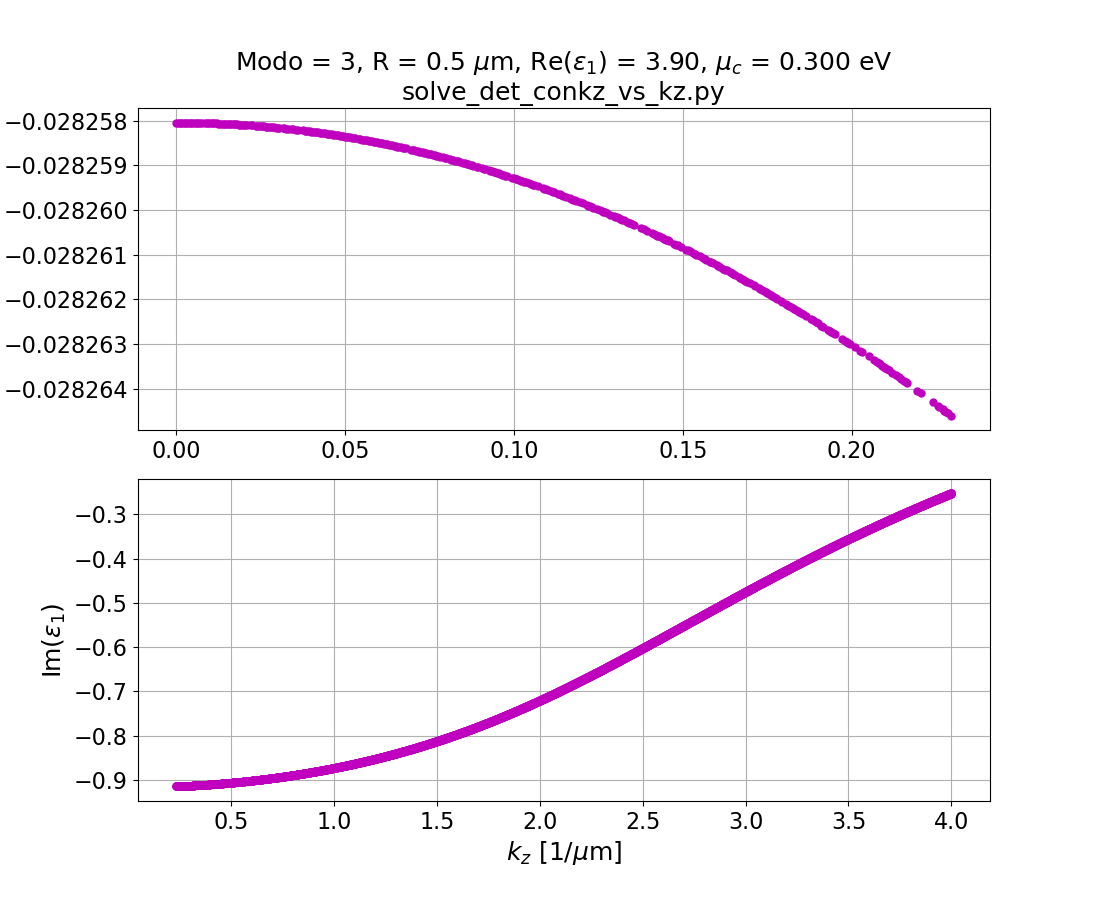 Modo = 3, R = 0.5 μm, Re(ε₁) = 3.90, μ_c = 0.300 eV
solve_det_conkz_vs_kz.py
−0.028258
−0.028259
−0.028260
−0.028261
−0.028262
−0.028263
−0.028264
0.00 0.05 0.10 0.15 0.20
Im(ε₁)
−0.3
−0.4
−0.5
−0.6
−0.7
−0.8
−0.9
0.5 1.0 1.5 2.0 2.5 3.0 3.5 4.0
k_z [1/μm]